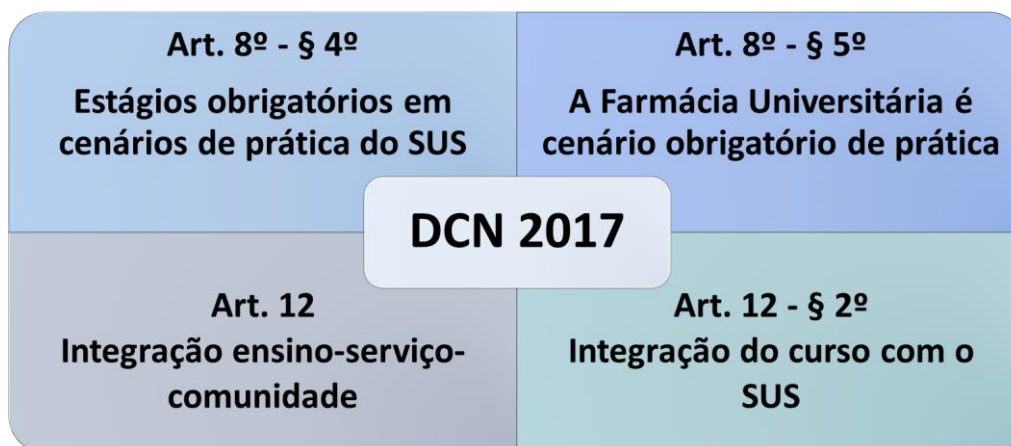 Art. 8º - § 4º
Estágios obrigatórios em
cenários de prática do SUS
Art. 8º - § 5º
A Farmácia Universitária é
cenário obrigatório de prática
DCN 2017
Art. 12
Integração ensino-serviço-
comunidade
Art. 12 - § 2º
Integração do curso com o
SUS